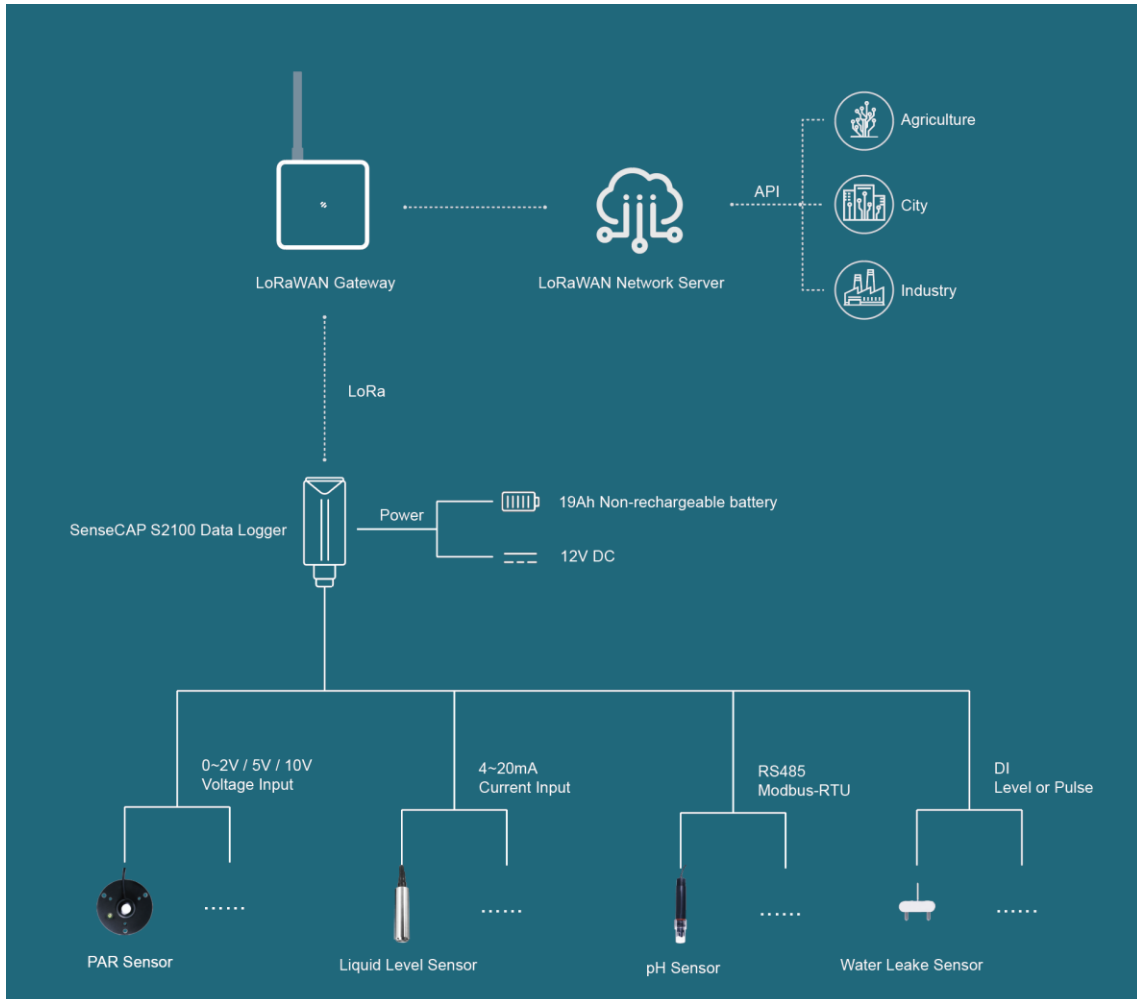 Agriculture
API
City
LoRaWAN Gateway
LoRaWAN Network Server
Industry
LoRa
19Ah Non-rechargeable battery
Power
SenseCAP S2100 Data Logger
12V DC
0~2V / 5V / 10V
Voltage Input
4~20mA
Current Input
RS485
Modbus-RTU
DI
Level or Pulse
......
......
......
......
PAR Sensor
Liquid Level Sensor
pH Sensor
Water Leake Sensor